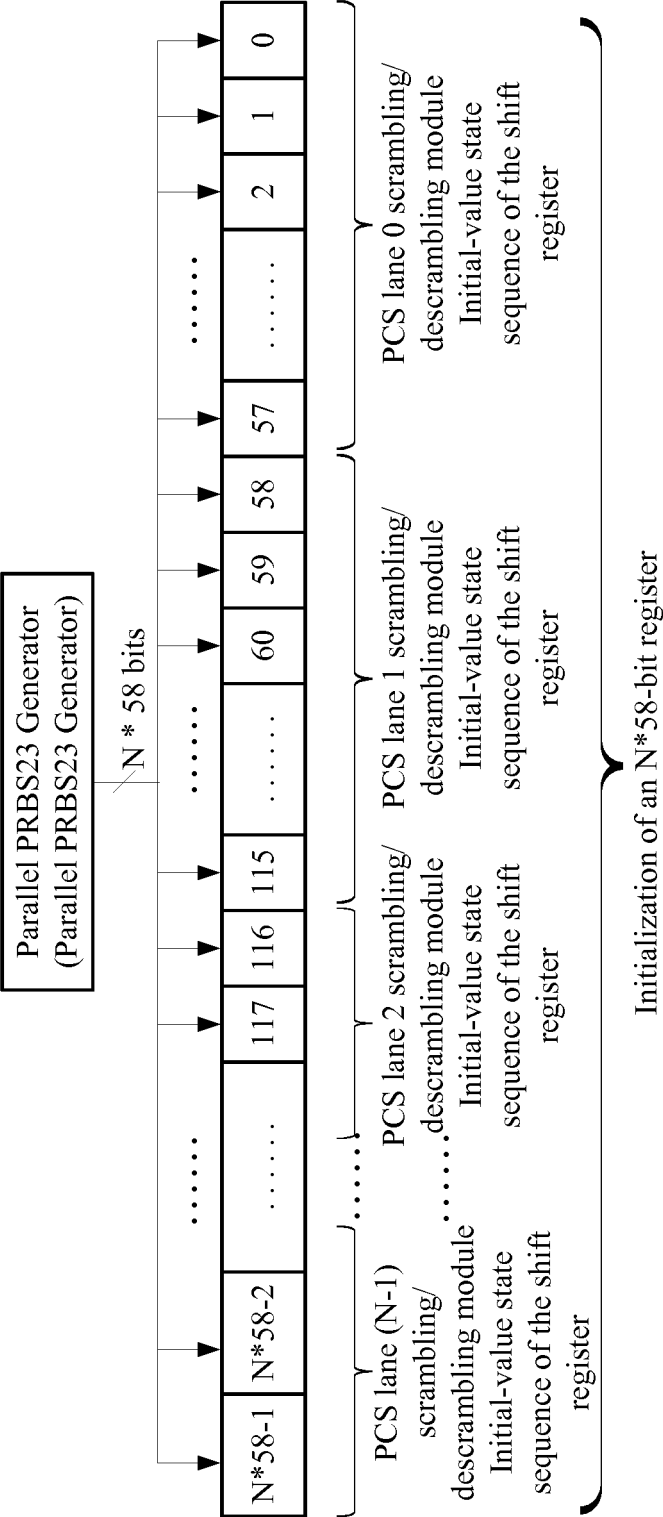 Parallel PRBS23 Generator
(Parallel PRBS23 Generator)
N * 58 bits
...... ...... ......
N*58-1 N*58-2 ...... 117 116 115 ...... 60 59 58 57 ...... 2 1 0
PCS lane (N-1)
scrambling/
descrambling module
Initial-value state
sequence of the shift
register
......
......
PCS lane 2 scrambling/
descrambling module
Initial-value state
sequence of the shift
register
PCS lane 1 scrambling/
descrambling module
Initial-value state
sequence of the shift
register
PCS lane 0 scrambling/
descrambling module
Initial-value state
sequence of the shift
register
Initialization of an N*58-bit register